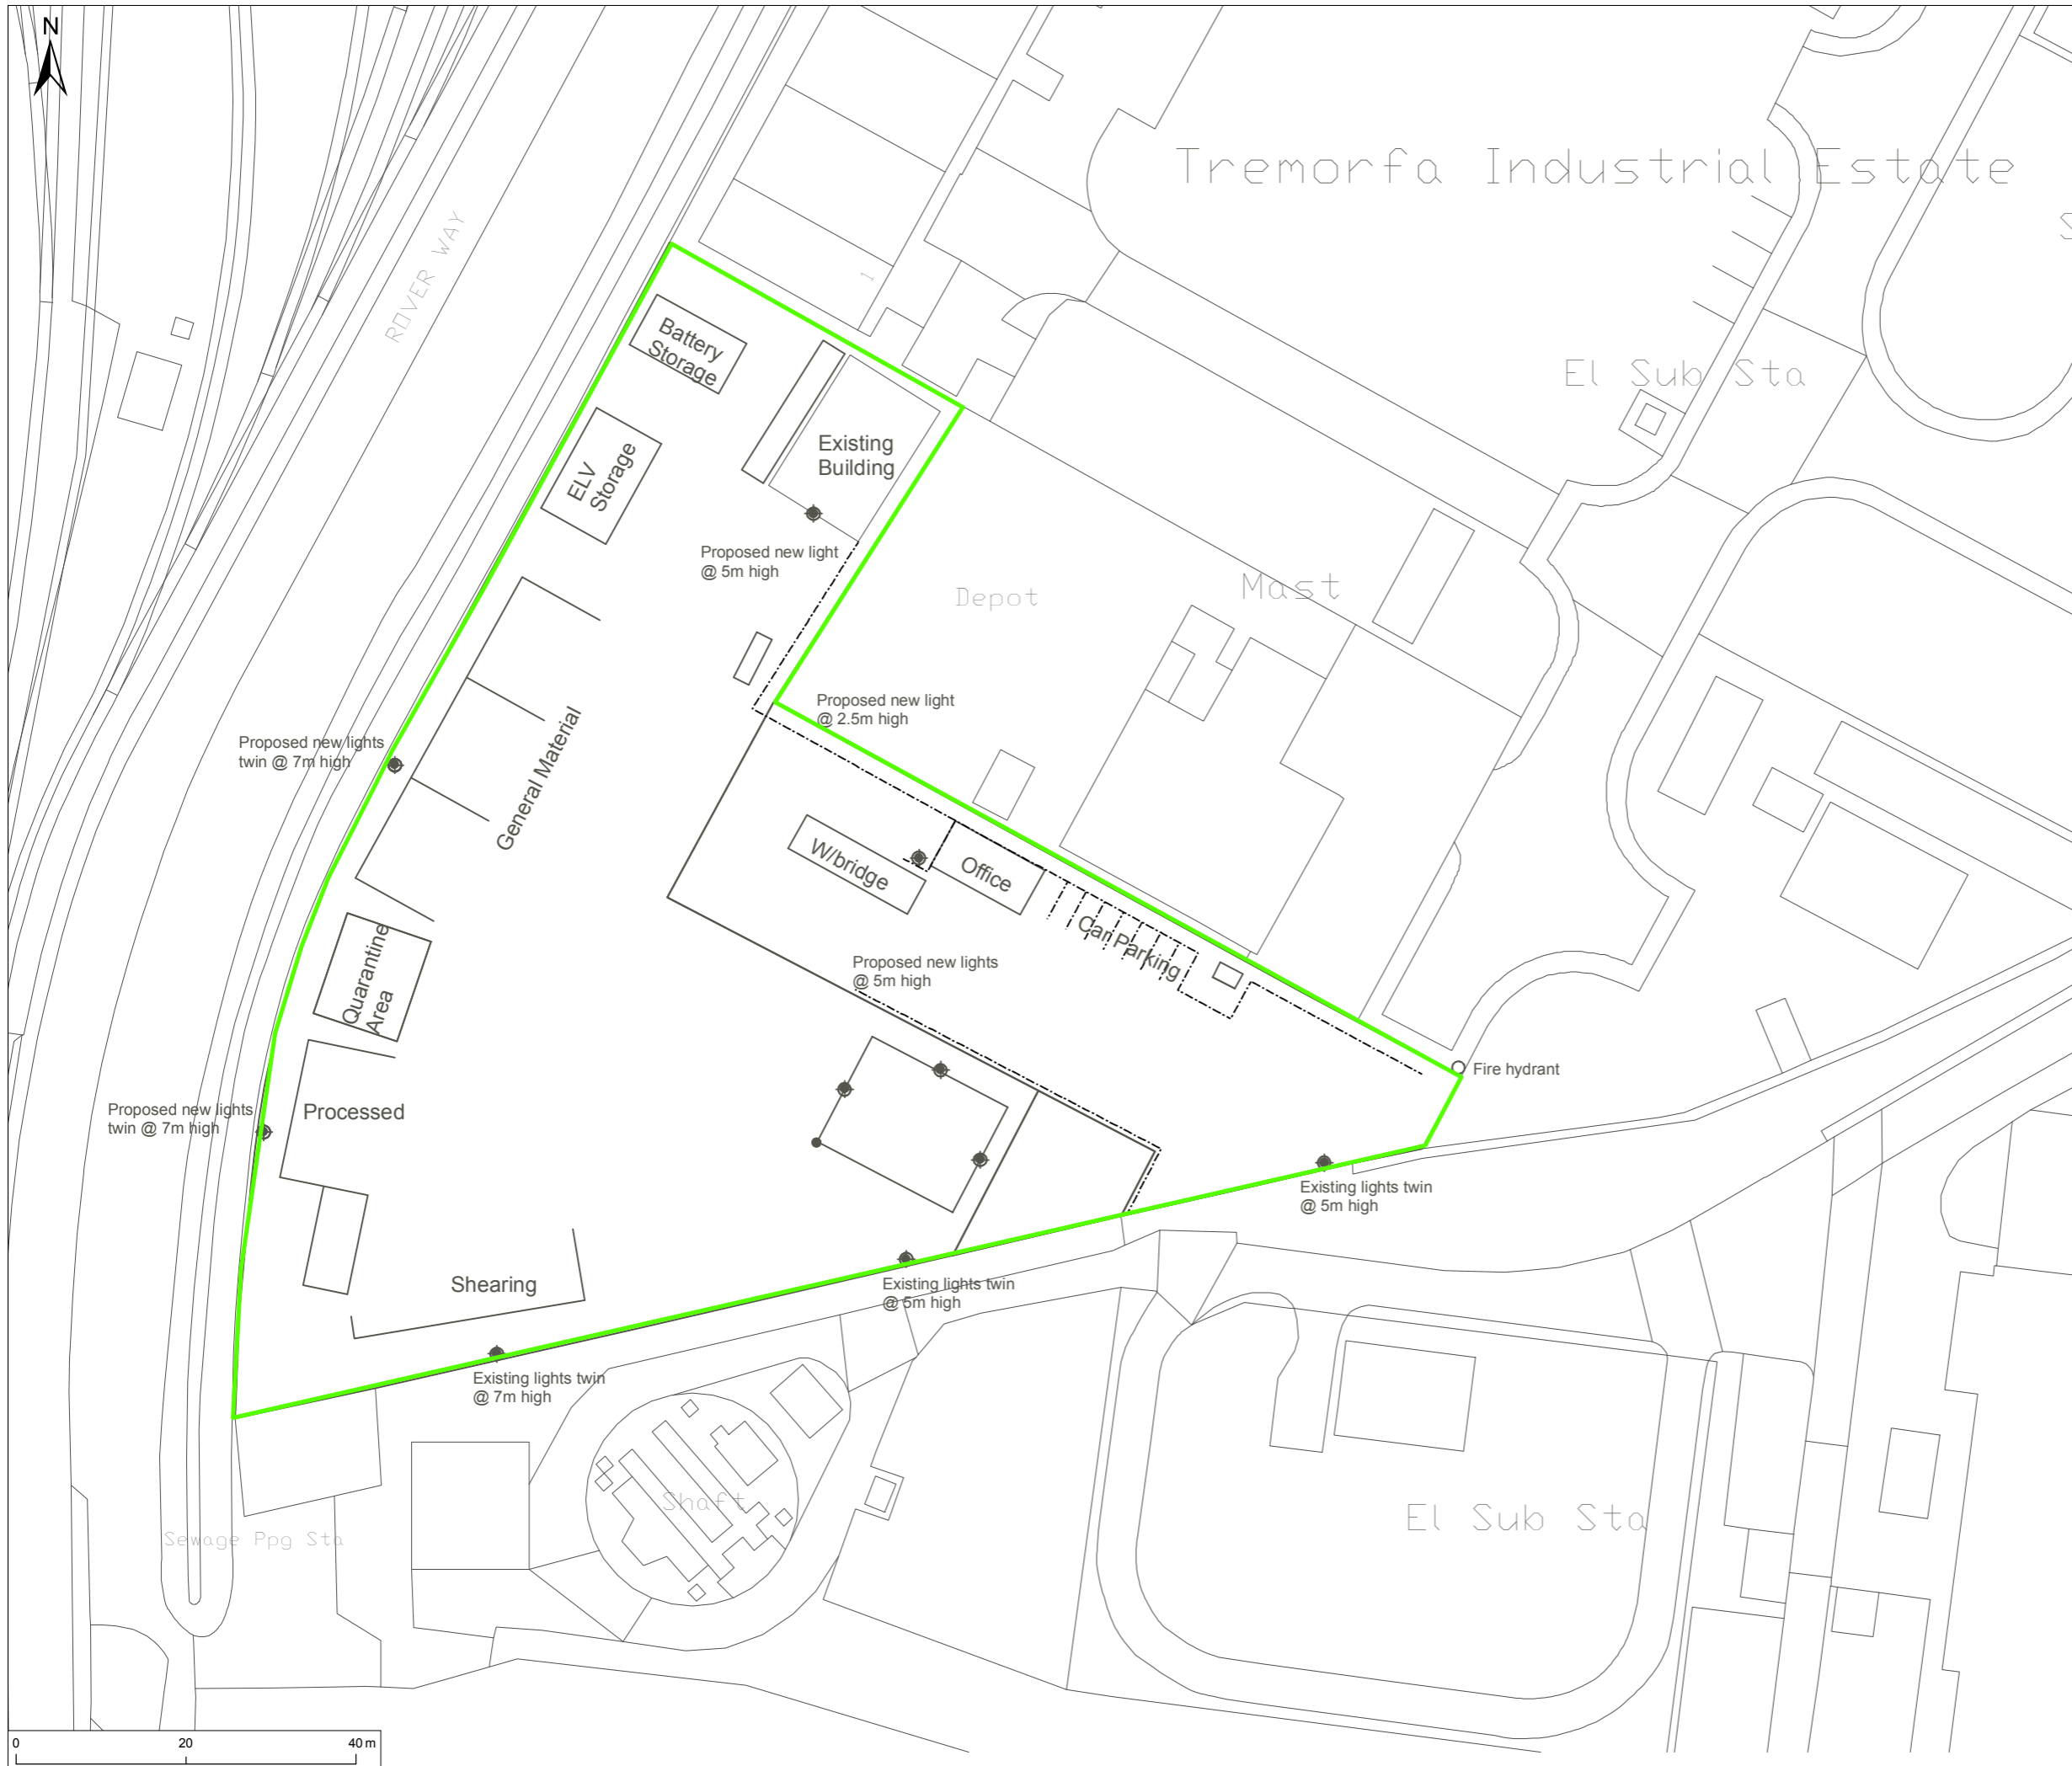 N
Tremorfa Industrial Estate
S
ROVER WAY
1
Battery
Storage
El Sub Sta
Existing
Building
ELV
Storage
Proposed new light
@ 5m high
Depot
Mast
Proposed new light
@ 2.5m high
Proposed new lights
twin @ 7m high
General Material
W/bridge
Office
Car Parking
Proposed new lights
@ 5m high
Quarantine
Area
Fire hydrant
Proposed new lights
twin @ 7m high
Processed
Existing lights twin
@ 5m high
Shearing
Existing lights twin
@ 5m high
Existing lights twin
@ 7m high
Shaft
El Sub Sta
Sewage Ppg Sta
0 20 40 m